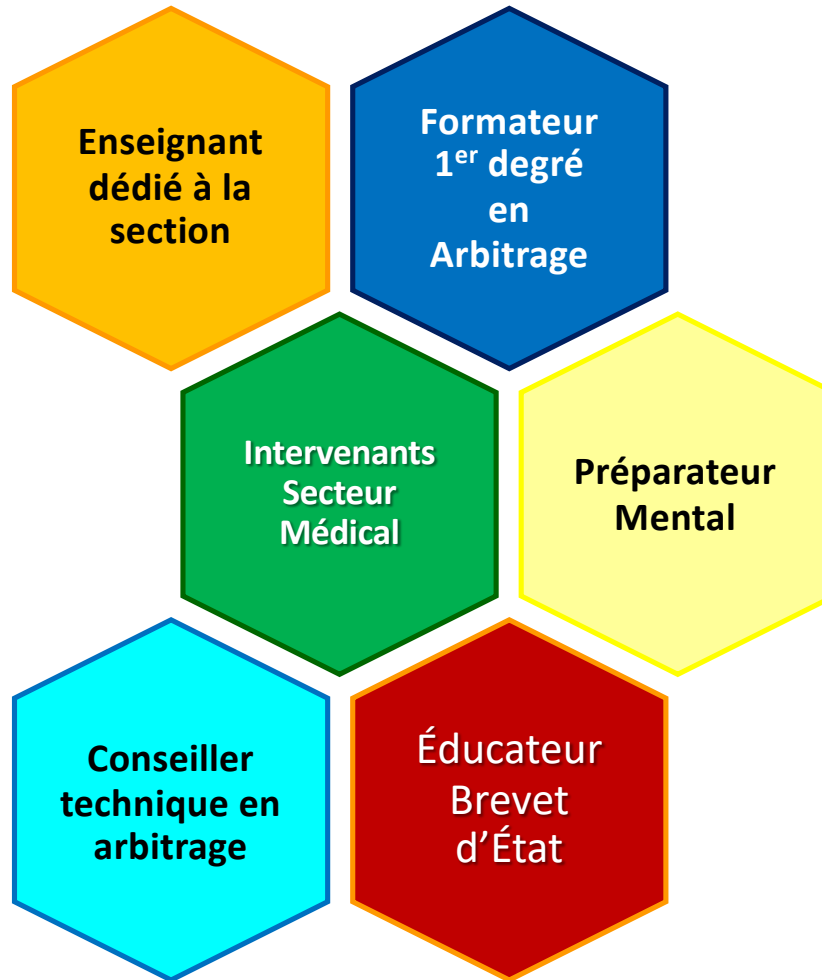 Enseignant
dédié à la
section
Formateur
1er degré
en
Arbitrage
Intervenants
Secteur
Médical
Préparateur
Mental
Conseiller
technique en
arbitrage
Éducateur
Brevet
d’État